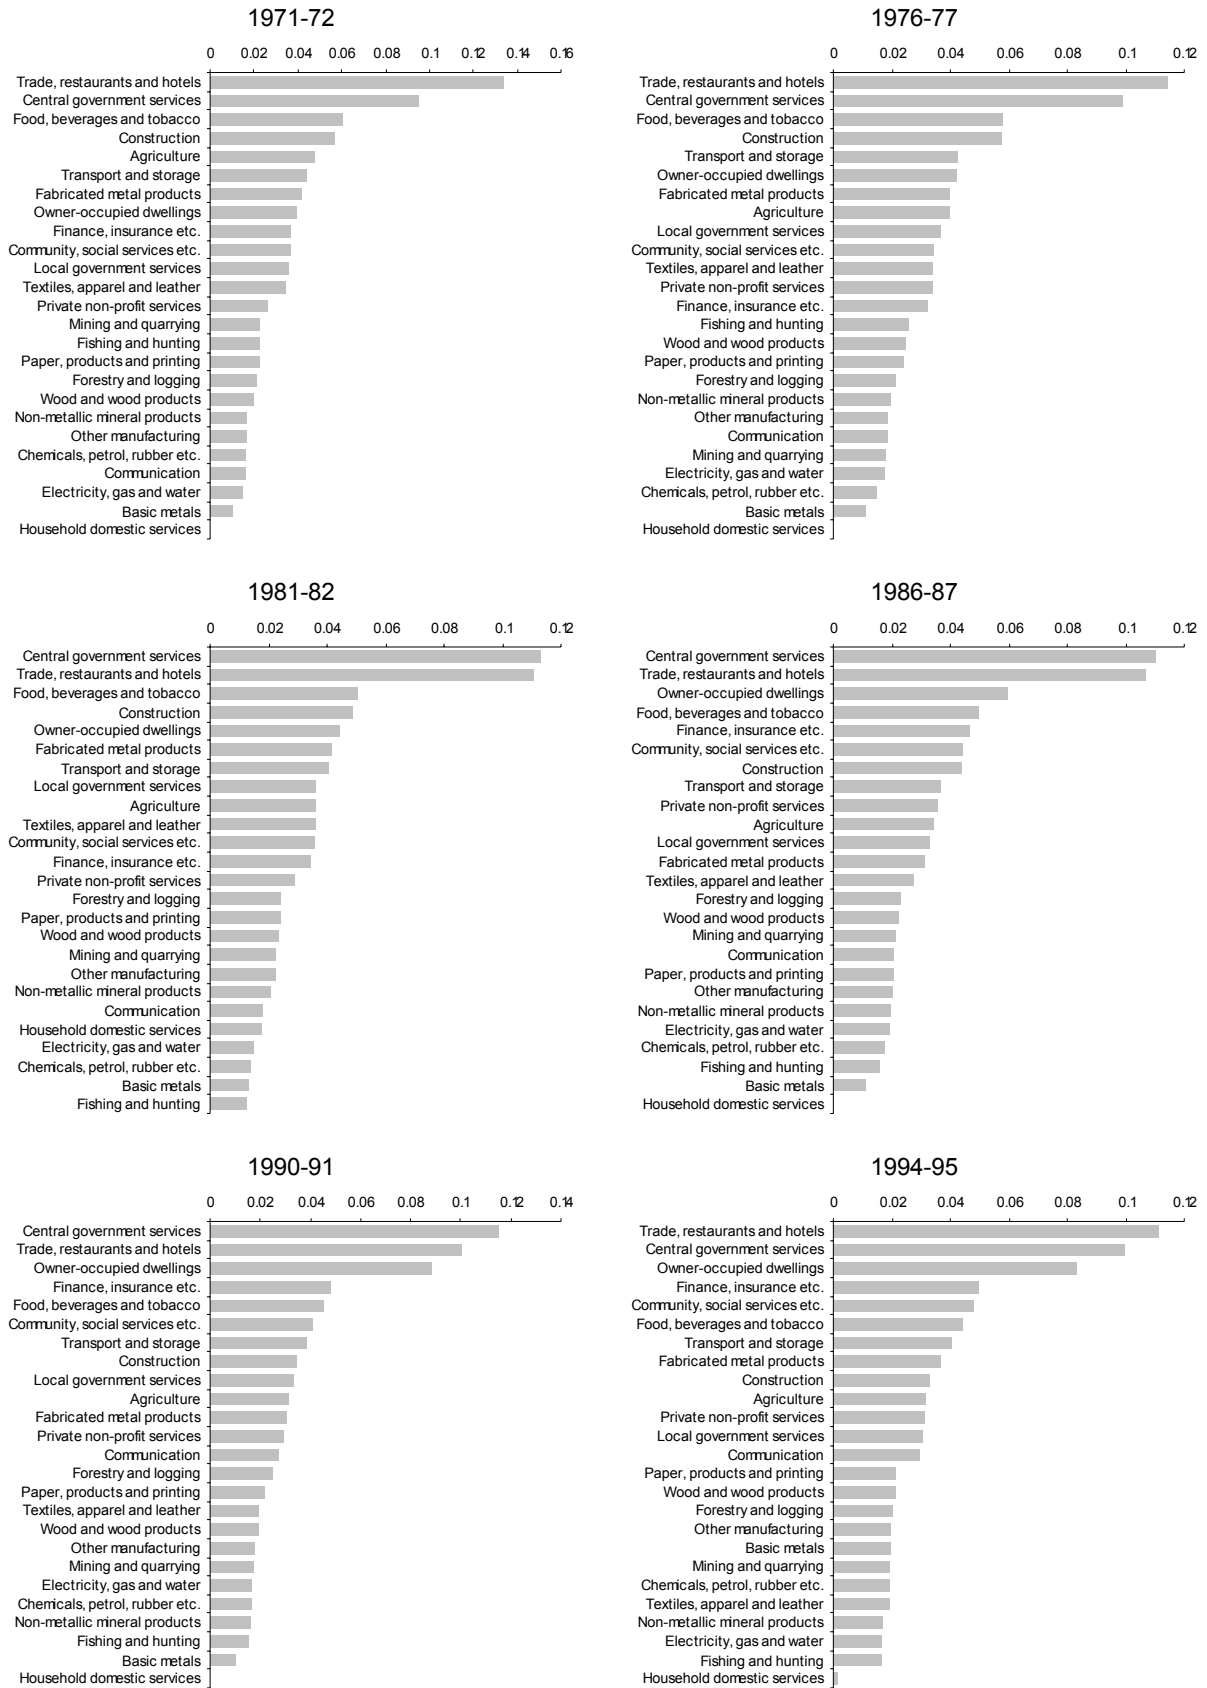 1971-72
0 0.02 0.04 0.06 0.08 0.1 0.12 0.14 0.16
Trade, restaurants and hotels
Central government services
Food, beverages and tobacco
Construction
Agriculture
Transport and storage
Fabricated metal products
Owner-occupied dwellings
Finance, insurance etc.
Community, social services etc.
Local government services
Textiles, apparel and leather
Private non-profit services
Mining and quarrying
Fishing and hunting
Paper, products and printing
Forestry and logging
Wood and wood products
Non-metallic mineral products
Other manufacturing
Chemicals, petrol, rubber etc.
Communication
Electricity, gas and water
Basic metals
Household domestic services
1976-77
0 0.02 0.04 0.06 0.08 0.1 0.12
Trade, restaurants and hotels
Central government services
Food, beverages and tobacco
Construction
Transport and storage
Owner-occupied dwellings
Fabricated metal products
Agriculture
Local government services
Community, social services etc.
Textiles, apparel and leather
Private non-profit services
Finance, insurance etc.
Fishing and hunting
Wood and wood products
Paper, products and printing
Forestry and logging
Non-metallic mineral products
Other manufacturing
Communication
Mining and quarrying
Electricity, gas and water
Chemicals, petrol, rubber etc.
Basic metals
Household domestic services
1981-82
0 0.02 0.04 0.06 0.08 0.1 0.12
Central government services
Trade, restaurants and hotels
Food, beverages and tobacco
Construction
Owner-occupied dwellings
Fabricated metal products
Transport and storage
Local government services
Agriculture
Textiles, apparel and leather
Community, social services etc.
Finance, insurance etc.
Private non-profit services
Forestry and logging
Paper, products and printing
Wood and wood products
Mining and quarrying
Other manufacturing
Non-metallic mineral products
Communication
Household domestic services
Electricity, gas and water
Chemicals, petrol, rubber etc.
Basic metals
Fishing and hunting
1986-87
0 0.02 0.04 0.06 0.08 0.1 0.12
Central government services
Trade, restaurants and hotels
Owner-occupied dwellings
Food, beverages and tobacco
Finance, insurance etc.
Community, social services etc.
Construction
Transport and storage
Private non-profit services
Agriculture
Local government services
Fabricated metal products
Textiles, apparel and leather
Forestry and logging
Wood and wood products
Mining and quarrying
Communication
Paper, products and printing
Other manufacturing
Non-metallic mineral products
Electricity, gas and water
Chemicals, petrol, rubber etc.
Fishing and hunting
Basic metals
Household domestic services
1990-91
0 0.02 0.04 0.06 0.08 0.1 0.12 0.14
Central government services
Trade, restaurants and hotels
Owner-occupied dwellings
Finance, insurance etc.
Food, beverages and tobacco
Community, social services etc.
Transport and storage
Construction
Local government services
Agriculture
Fabricated metal products
Private non-profit services
Communication
Forestry and logging
Paper, products and printing
Textiles, apparel and leather
Wood and wood products
Other manufacturing
Mining and quarrying
Electricity, gas and water
Chemicals, petrol, rubber etc.
Non-metallic mineral products
Fishing and hunting
Basic metals
Household domestic services
1994-95
0 0.02 0.04 0.06 0.08 0.1 0.12
Trade, restaurants and hotels
Central government services
Owner-occupied dwellings
Finance, insurance etc.
Community, social services etc.
Food, beverages and tobacco
Transport and storage
Fabricated metal products
Construction
Agriculture
Private non-profit services
Local government services
Communication
Paper, products and printing
Wood and wood products
Forestry and logging
Other manufacturing
Basic metals
Mining and quarrying
Chemicals, petrol, rubber etc.
Textiles, apparel and leather
Non-metallic mineral products
Electricity, gas and water
Fishing and hunting
Household domestic services